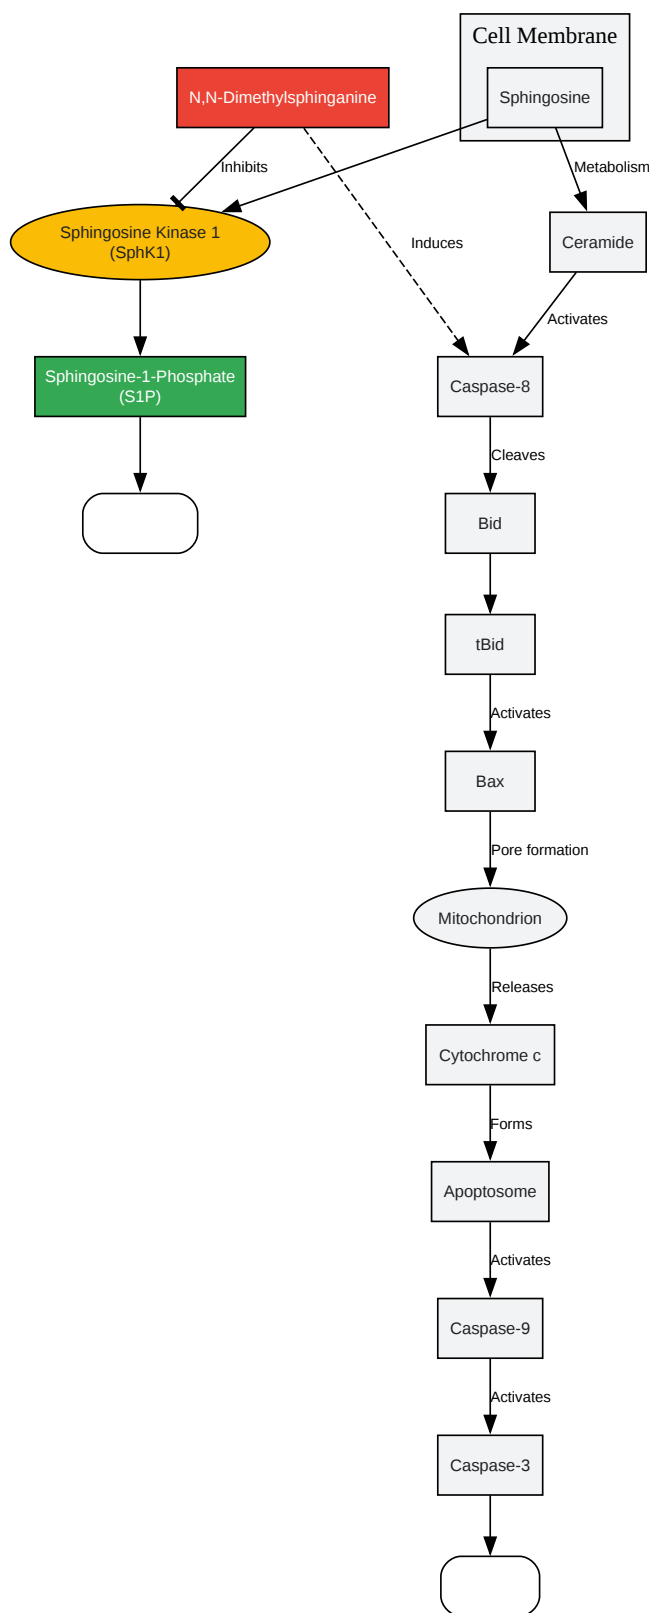 Cell Membrane
N,N-Dimethylsphinganine
Sphingosine
Inhibits
Metabolism
Sphingosine Kinase 1
(SphK1)
Induces
Ceramide
Activates
Sphingosine-1-Phosphate
(S1P)
Caspase-8
Cleaves
Bid
tBid
Activates
Bax
Pore formation
Mitochondrion
Releases
Cytochrome c
Forms
Apoptosome
Activates
Caspase-9
Activates
Caspase-3